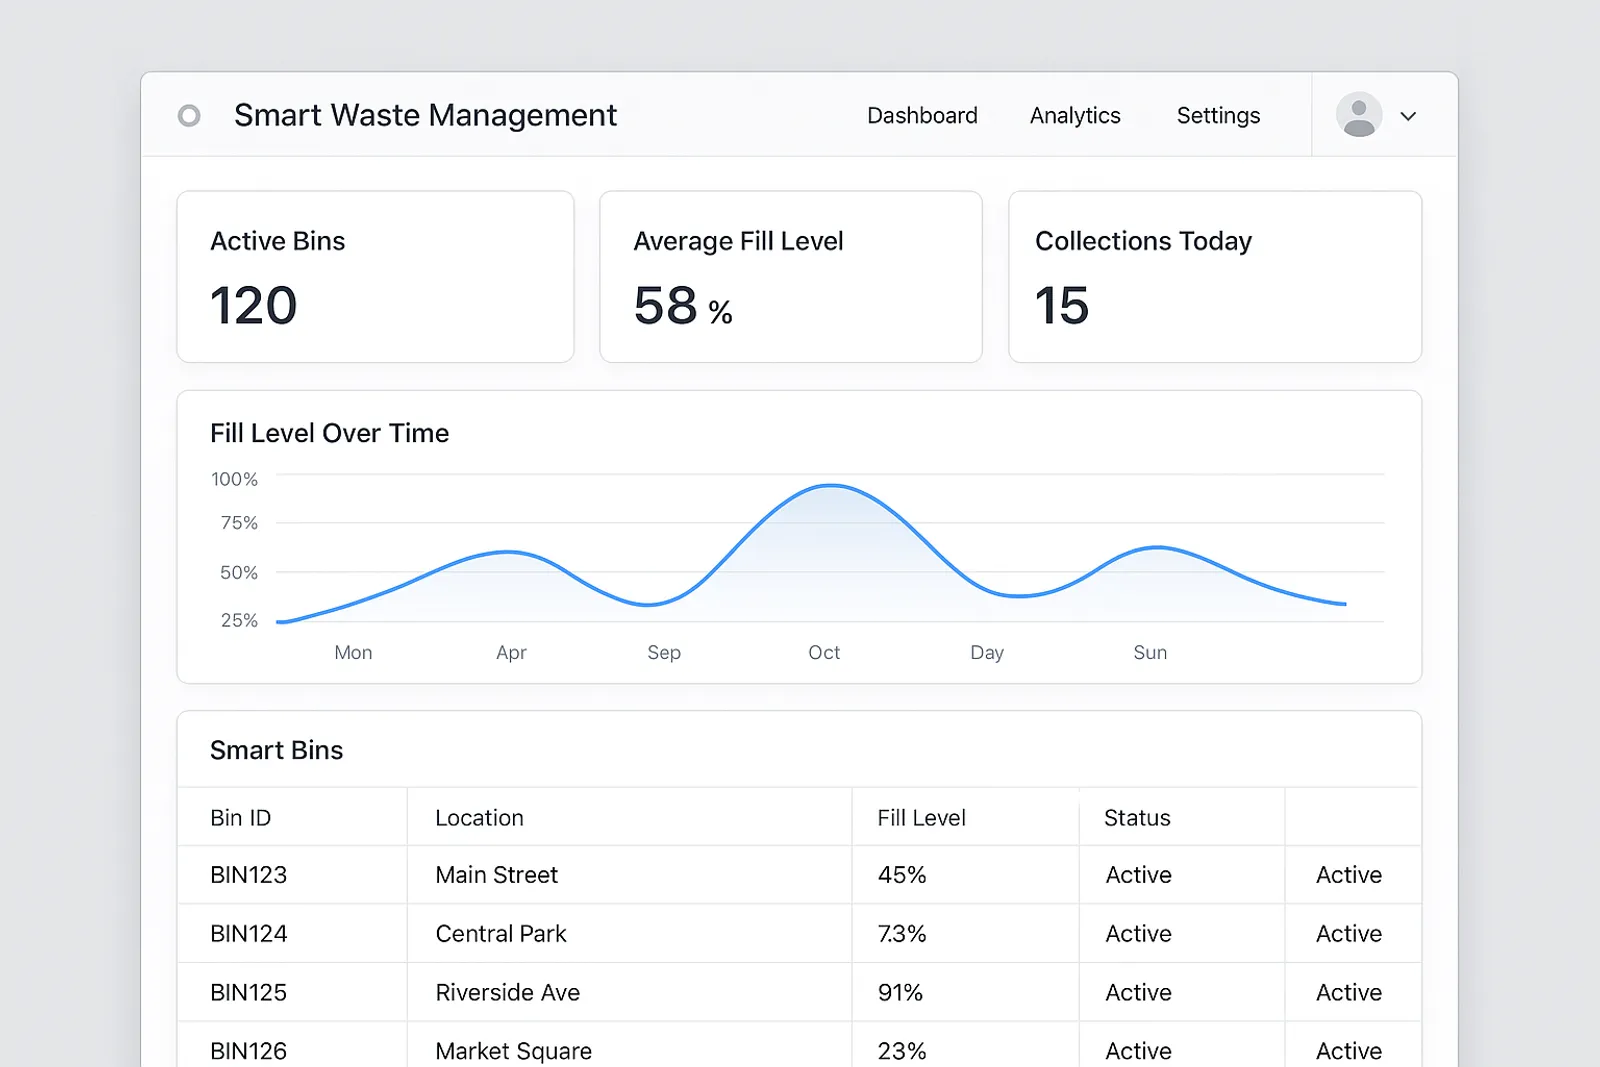 Smart Waste Management Dashboard Analytics Settings
Active Bins Average Fill Level Collections Today
120 58 % 15
Fill Level Over Time
100%
75%
50%
25%
Mon Apr Sep Oct Day Sun
Smart Bins
Bin ID Location Fill Level Status
BIN123 Main Street 45% Active Active
BIN124 Central Park 7.3% Active Active
BIN125 Riverside Ave 91% Active Active
BIN126 Market Square 23% Active Active